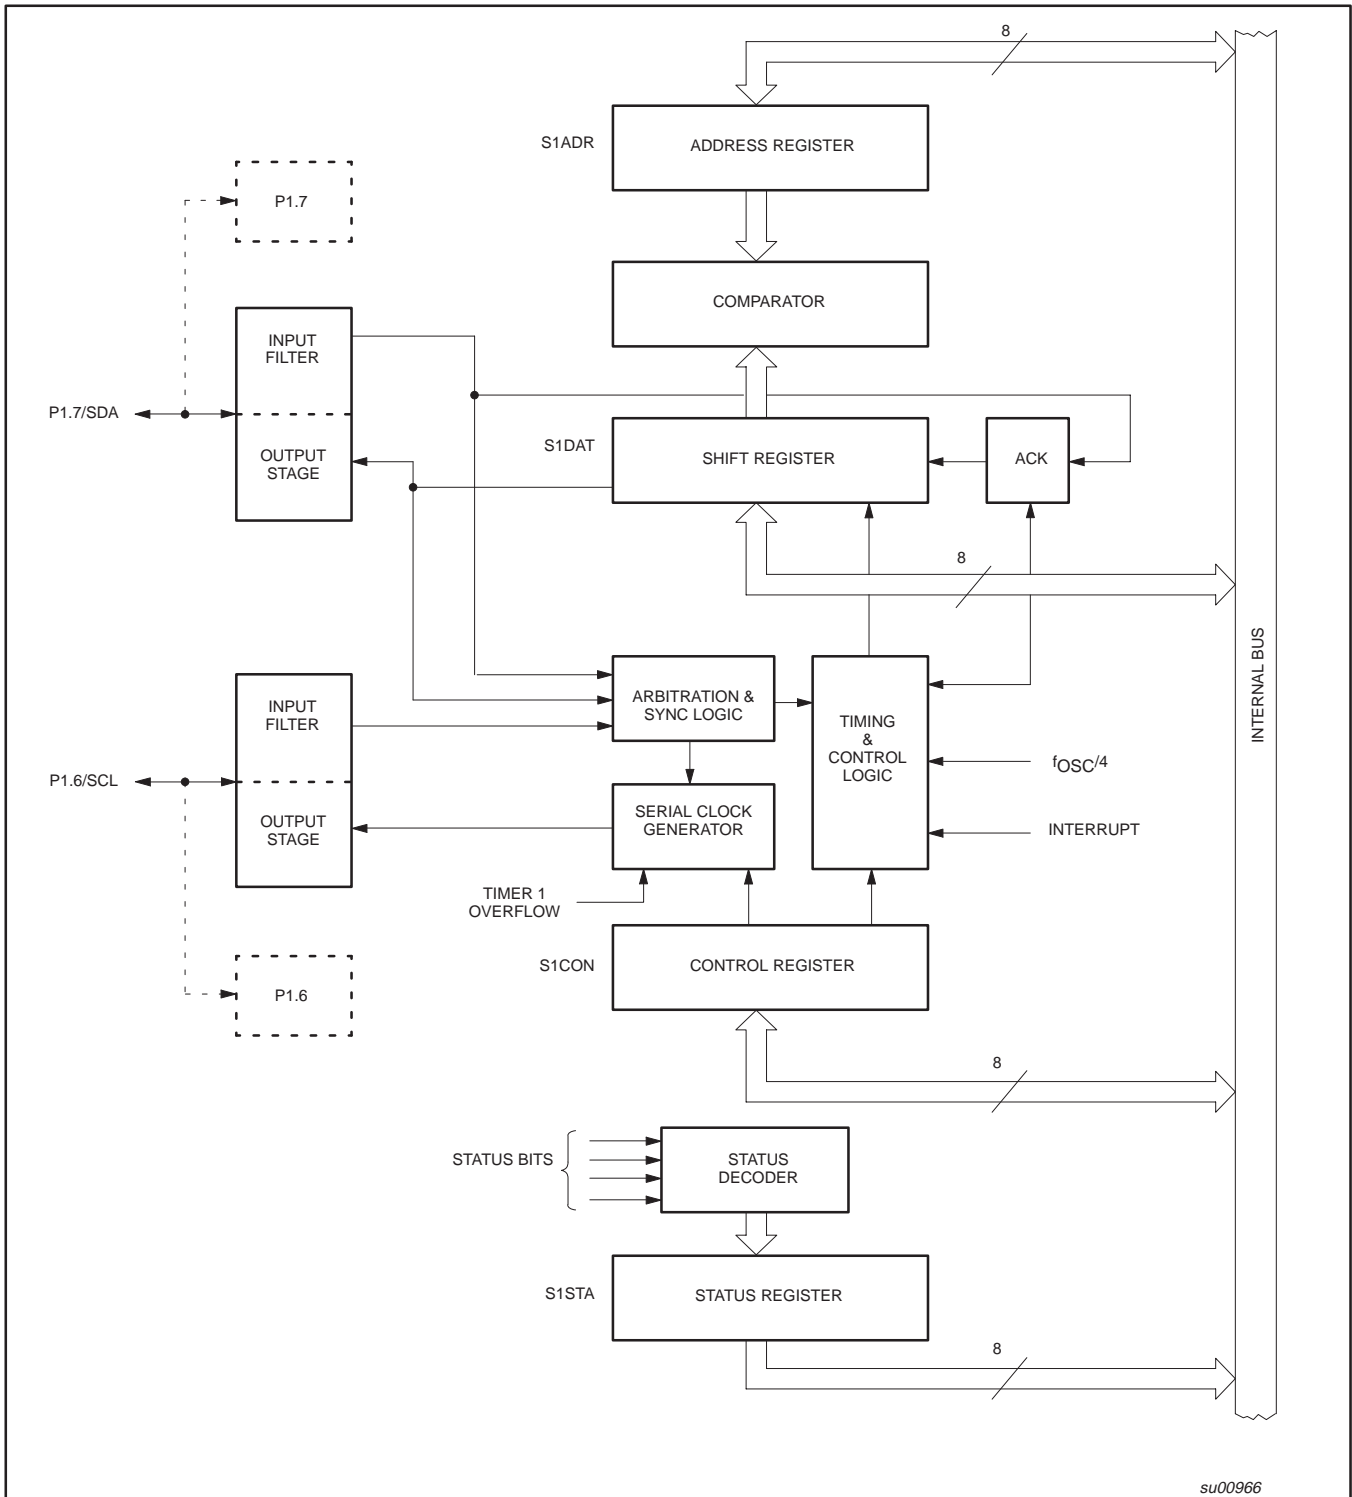 8
S1ADR
ADDRESS REGISTER
P1.7
COMPARATOR
INPUT
FILTER
P1.7/SDA
OUTPUT
STAGE
S1DAT
SHIFT REGISTER
ACK
8
INTERNAL BUS
INPUT
FILTER
ARBITRATION &
SYNC LOGIC
TIMING
&
CONTROL
LOGIC
fOSC/4
P1.6/SCL
OUTPUT
STAGE
SERIAL CLOCK
GENERATOR
INTERRUPT
TIMER 1
OVERFLOW
S1CON
CONTROL REGISTER
P1.6
8
STATUS BITS
STATUS
DECODER
S1STA
STATUS REGISTER
8
su00966